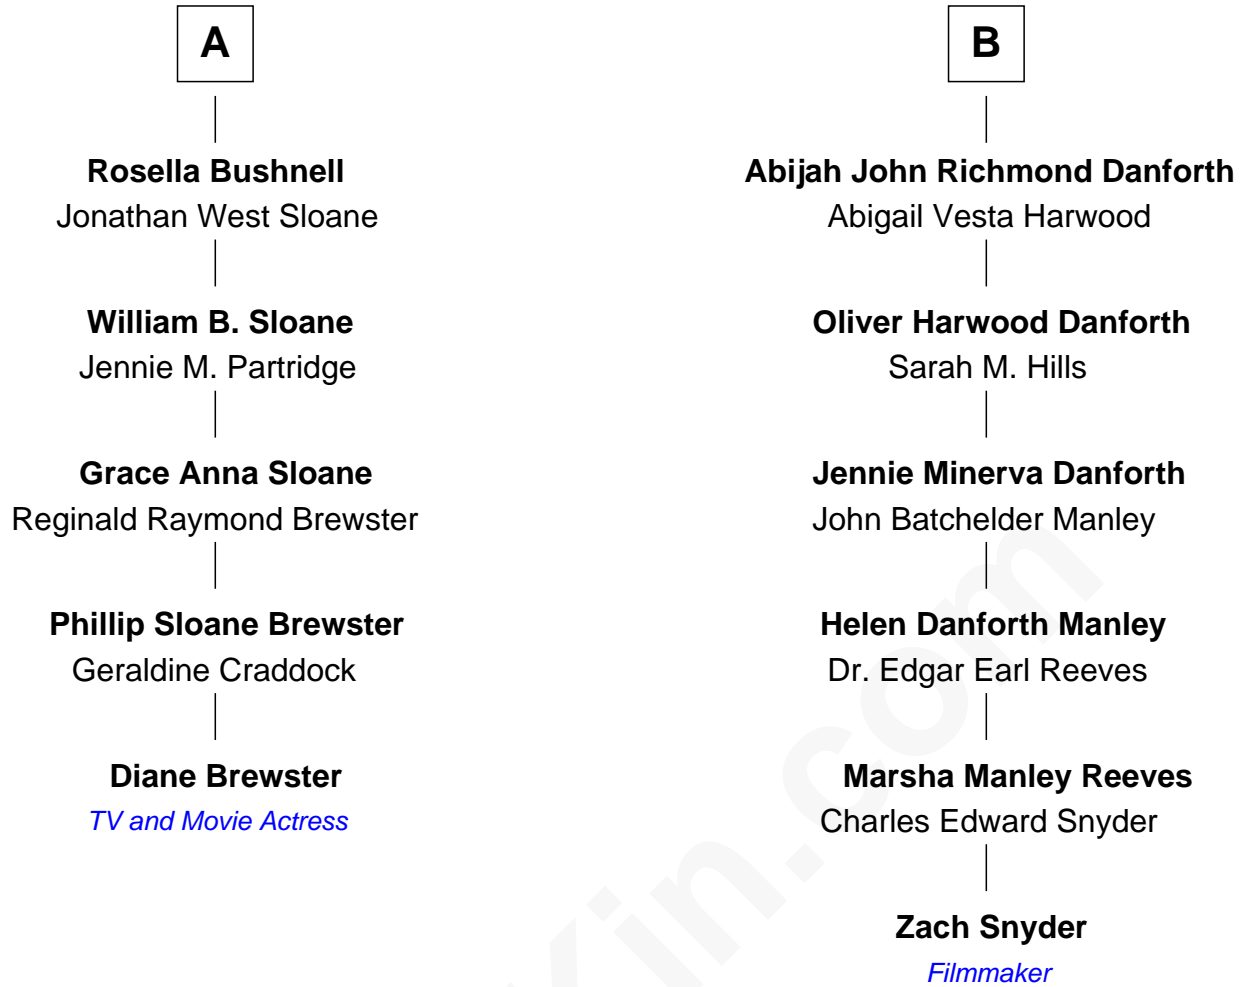 A
Rosella Bushnell
Jonathan West Sloane
William B. Sloane
Jennie M. Partridge
Grace Anna Sloane
Reginald Raymond Brewster
Phillip Sloane Brewster
Geraldine Craddock
Diane Brewster
TV and Movie Actress
B
Abijah John Richmond Danforth
Abigail Vesta Harwood
Oliver Harwood Danforth
Sarah M. Hills
Jennie Minerva Danforth
John Batchelder Manley
Helen Danforth Manley
Dr. Edgar Earl Reeves
Marsha Manley Reeves
Charles Edward Snyder
Zach Snyder
Filmmaker
Kin.com